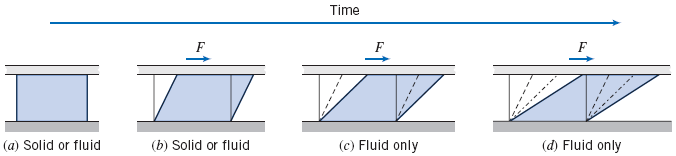 Time
F
F
F
(a) Solid or fluid
(b) Solid or fluid
(c) Fluid only
(d) Fluid only